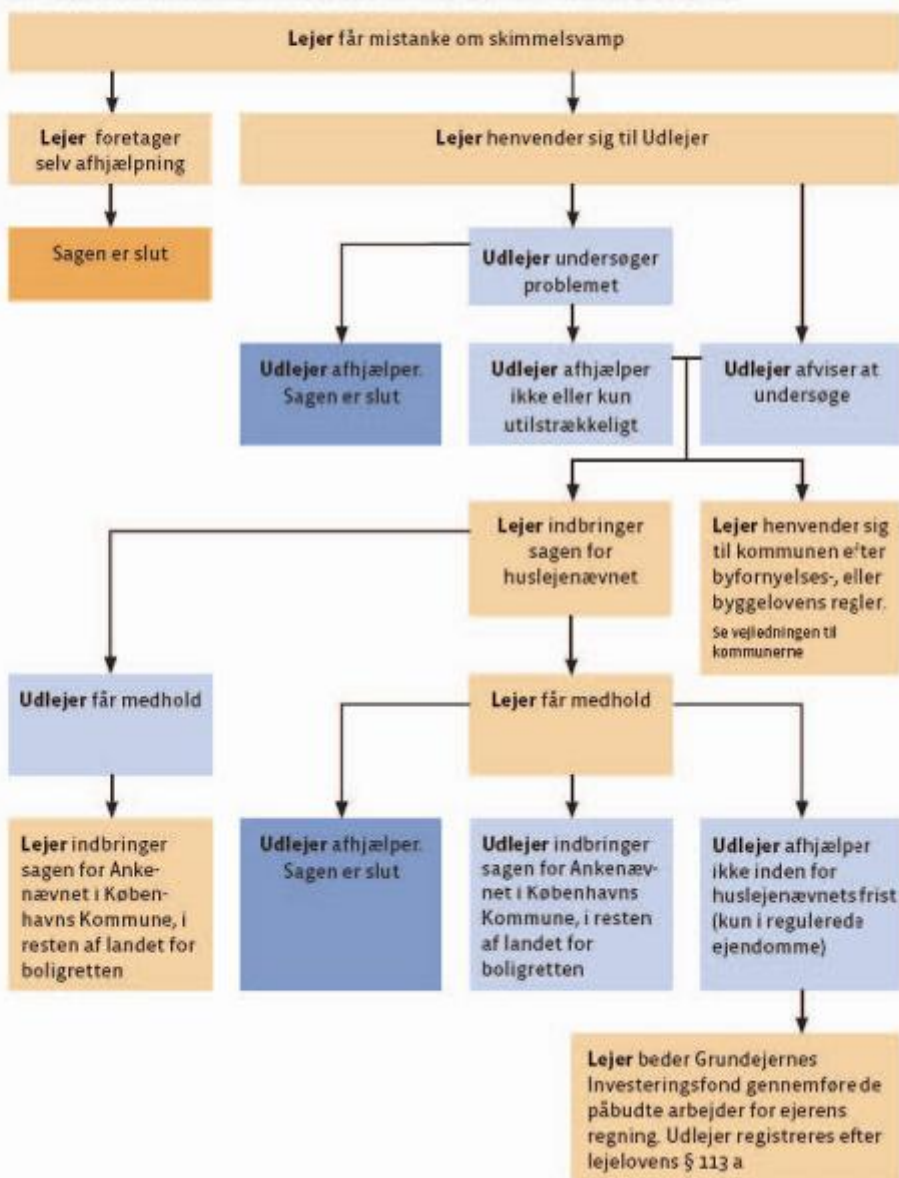 Lejer får mistanke om skimmelsvamp
Lejer foretager
selv afhjælpning
Lejer henvender sig til Udlejer
Sagen er slut
Udlejer undersøger
problemet
Udlejer afhjælper.
Sagen er slut
Udlejer afhjælper
ikke eller kun
utilstrækkeligt
Udlejer afviser at
undersøge
Lejer indbringer
sagen for
huslejenævnet
Lejer henvender sig
til kommunen efter
byfornyelses-, eller
byggelovens regler.
Se vejledningen til
kommunerne
Udlejer får medhold
Lejer får medhold
Lejer indbringer
sagen for Anke-
nævnet i Køben-
havns Kommune, i
resten af landet for
boligretten
Udlejer afhjælper.
Sagen er slut
Udlejer indbringer
sagen for Ankenæv-
net i Københavns
Kommune, i resten
af landet for
boligretten
Udlejer afhjælper
ikke inden for
huslejenævnets frist
(kun i regulerede
ejendomme)
Lejer beder Grundejernes
Investeringsfond gennemføre de
påbudte arbejder for ejerens
regning. Udlejer registreres efter
lejelovens § 113 a